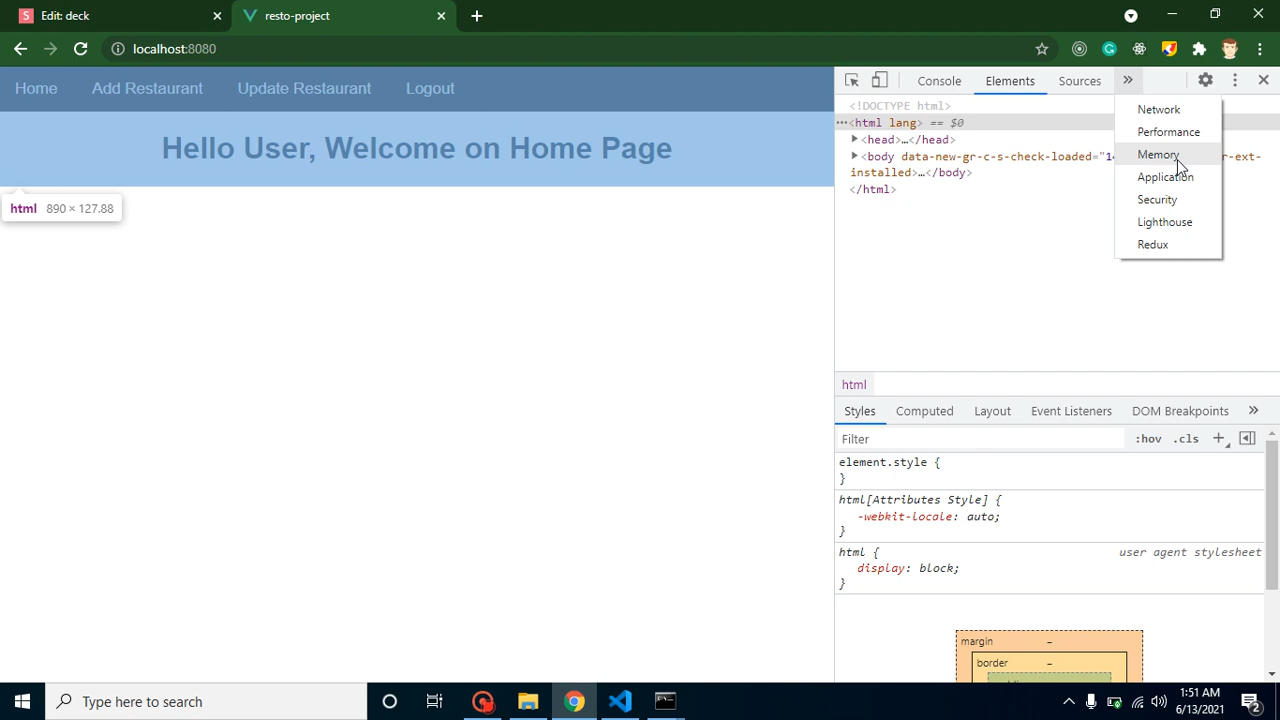 Edit: deck
resto-project
localhost:8080
Home
Add Restaurant
Update Restaurant
Logout
Hello User, Welcome on Home Page
html 890 × 127.88
Console
Elements
Sources
<!DOCTYPE html>
<html lang> == $0
<head>…</head>
<body data-new-gr-c-s-check-loaded="14
r-ext-
installed>…</body>
</html>
Network
Performance
Memory
Application
Security
Lighthouse
Redux
html
Styles
Computed
Layout
Event Listeners
DOM Breakpoints
Filter
:hov
.cls
element.style {
}
html[Attributes Style] {
-webkit-locale: auto;
}
html {
user agent stylesheet
display: block;
}
margin
–
border
–
Type here to search
1:51 AM
6/13/2021
2